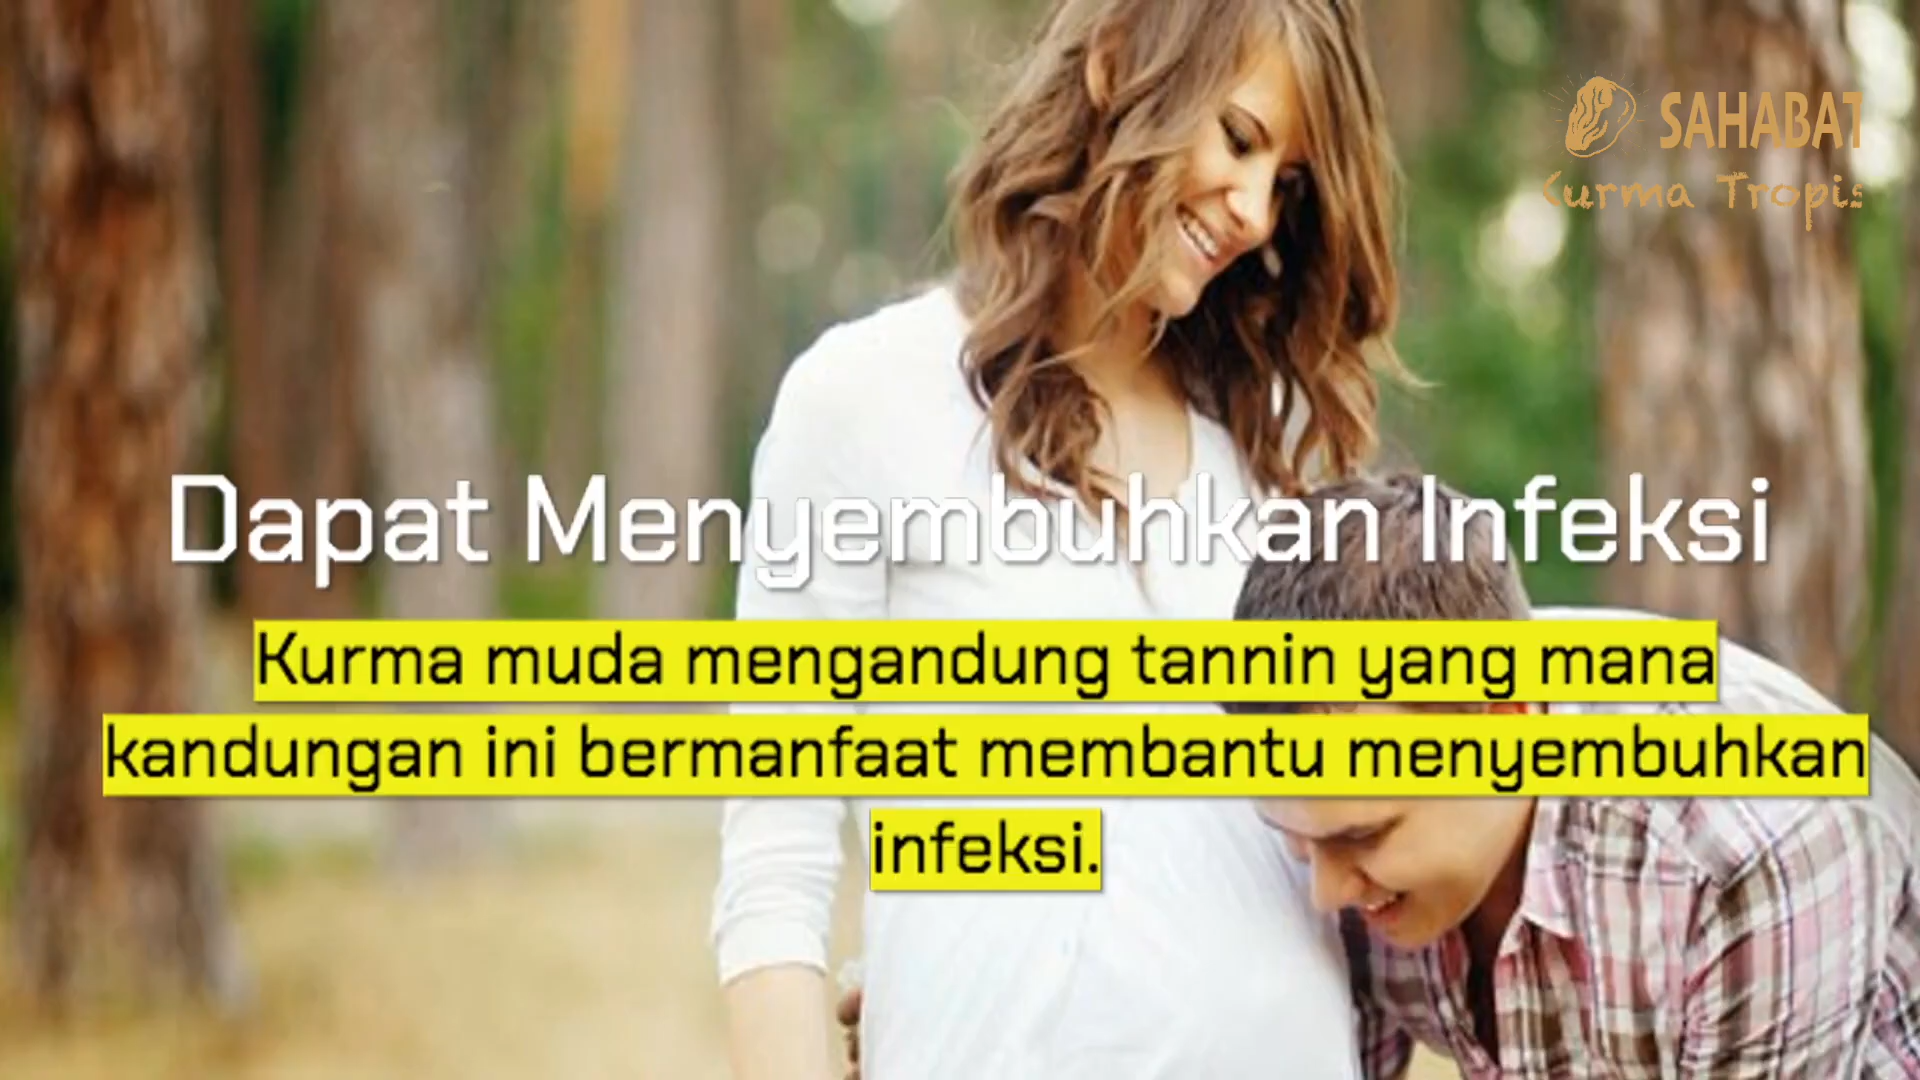 SAHABAT
Kurma Tropis
Dapat Menyembuhkan Infeksi
Kurma muda mengandung tannin yang mana
kandungan ini bermanfaat membantu menyembuhkan
infeksi.